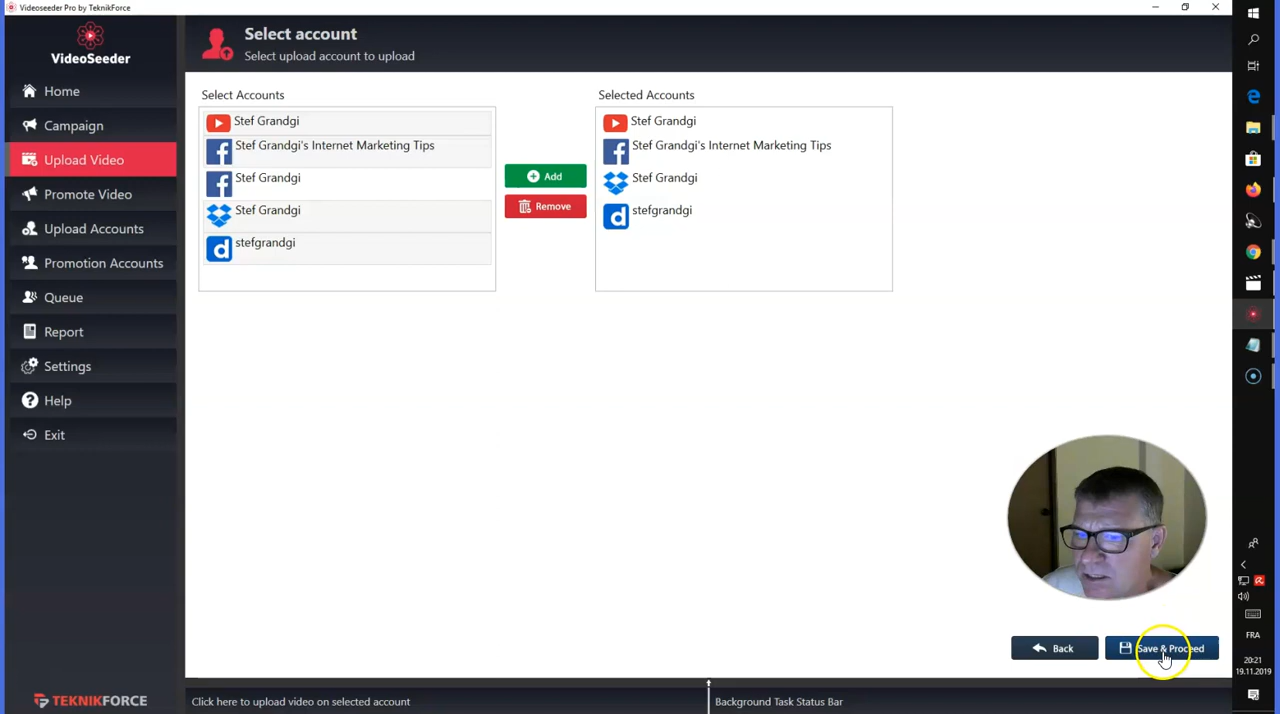 Videoseeder Pro by TeknikForce
VideoSeeder
Home
Campaign
Upload Video
Promote Video
Upload Accounts
Promotion Accounts
Queue
Report
Settings
Help
Exit
TEKNIKFORCE
Select account
Select upload account to upload
Select Accounts
Stef Grandgi
Stef Grandgi's Internet Marketing Tips
Stef Grandgi
Stef Grandgi
stefgrandgi
Add
Remove
Selected Accounts
Stef Grandgi
Stef Grandgi's Internet Marketing Tips
Stef Grandgi
stefgrandgi
Back
Save & Proceed
Click here to upload video on selected account
Background Task Status Bar
FRA
20:21
19.11.2019